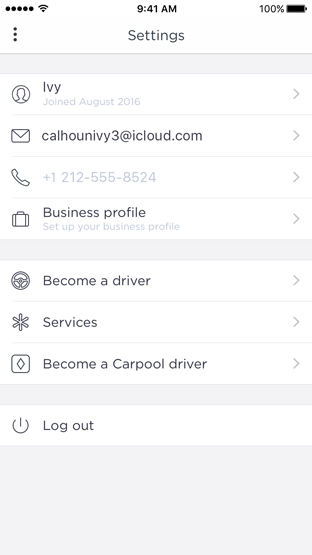 9:41 AM
100%
Settings
Ivy
Joined August 2016
calhounivy3@icloud.com
+1 212-555-8524
Business profile
Set up your business profile
Become a driver
Services
Become a Carpool driver
Log out